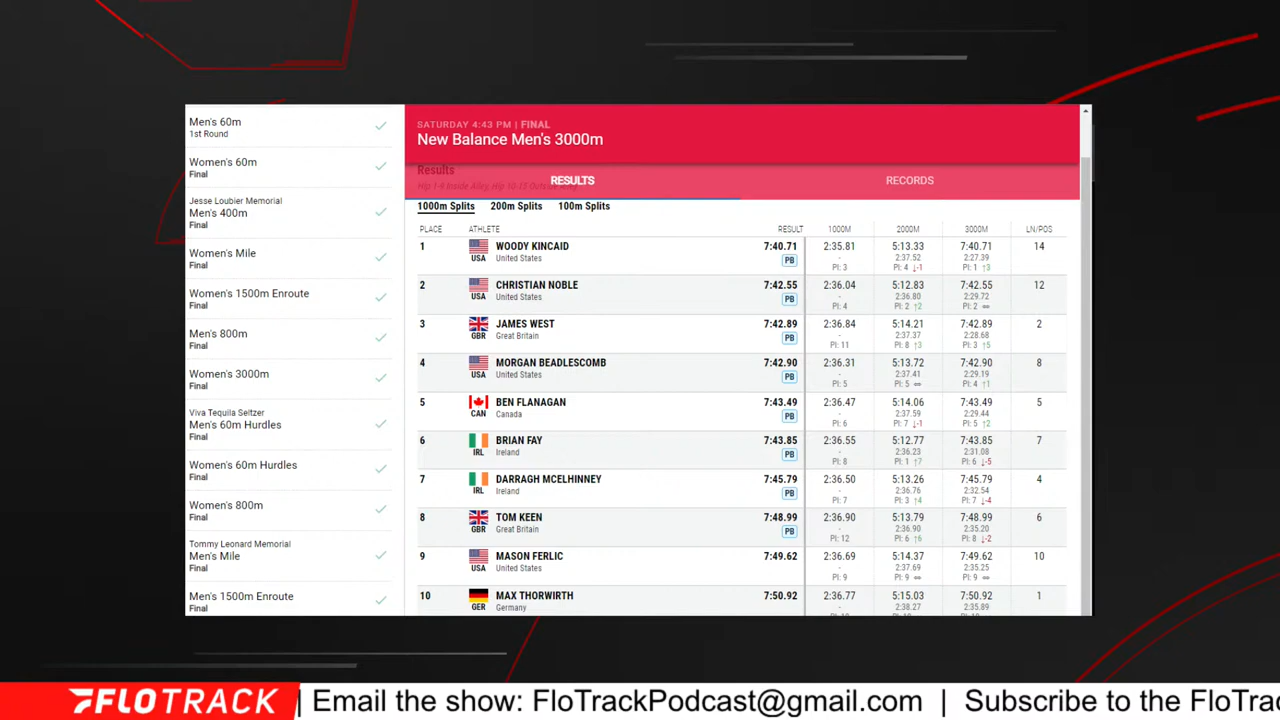 Men's 60m
1st Round
Women's 60m
Final
Jesse Loubier Memorial
Men's 400m
Final
Women's Mile
Final
Women's 1500m Enroute
Final
Men's 800m
Final
Women's 3000m
Final
Viva Tequila Seltzer
Men's 60m Hurdles
Final
Women's 60m Hurdles
Final
Women's 800m
Final
Tommy Leonard Memorial
Men's Mile
Final
Men's 1500m Enroute
Final
SATURDAY 4:43 PM | FINAL
New Balance Men's 3000m
Results
RESULTS RECORDS
1000m Splits 200m Splits 100m Splits
PLACE ATHLETE RESULT 1000M 2000M 3000M LN/POS
1 WOODY KINCAID 7:40.71 2:35.81 5:13.33 7:40.71 14
USA United States PB - 2:37.52 2:27.39
Pl: 3 Pl: 4 ↓-1 Pl: 1 ↑3
2 CHRISTIAN NOBLE 7:42.55 2:36.04 5:12.83 7:42.55 12
USA United States PB - 2:36.80 2:29.72
Pl: 4 Pl: 2 ↑2 Pl: 2 ⇔
3 JAMES WEST 7:42.89 2:36.84 5:14.21 7:42.89 2
GBR Great Britain PB - 2:37.37 2:28.68
Pl: 11 Pl: 8 ↑3 Pl: 3 ↑5
4 MORGAN BEADLESCOMB 7:42.90 2:36.31 5:13.72 7:42.90 8
USA United States PB - 2:37.41 2:29.19
Pl: 5 Pl: 5 ⇔ Pl: 4 ↑1
5 BEN FLANAGAN 7:43.49 2:36.47 5:14.06 7:43.49 5
CAN Canada PB - 2:37.59 2:29.44
Pl: 6 Pl: 7 ↓-1 Pl: 5 ↑2
6 BRIAN FAY 7:43.85 2:36.55 5:12.77 7:43.85 7
IRL Ireland PB - 2:36.23 2:31.08
Pl: 8 Pl: 1 ↑7 Pl: 6 ↓-5
7 DARRAGH MCELHINNEY 7:45.79 2:36.50 5:13.26 7:45.79 4
IRL Ireland PB - 2:36.76 2:32.54
Pl: 7 Pl: 3 ↑4 Pl: 7 ↓-4
8 TOM KEEN 7:48.99 2:36.90 5:13.79 7:48.99 6
GBR Great Britain PB - 2:36.90 2:35.20
Pl: 12 Pl: 6 ↑6 Pl: 8 ↓-2
9 MASON FERLIC 7:49.62 2:36.69 5:14.37 7:49.62 10
USA United States - 2:37.69 2:35.25
Pl: 9 Pl: 9 ⇔ Pl: 9 ⇔
10 MAX THORWIRTH 7:50.92 2:36.77 5:15.03 7:50.92 1
GER Germany - 2:38.27 2:35.89
FLOTRACK | Email the show: FloTrackPodcast@gmail.com | Subscribe to the FloTra